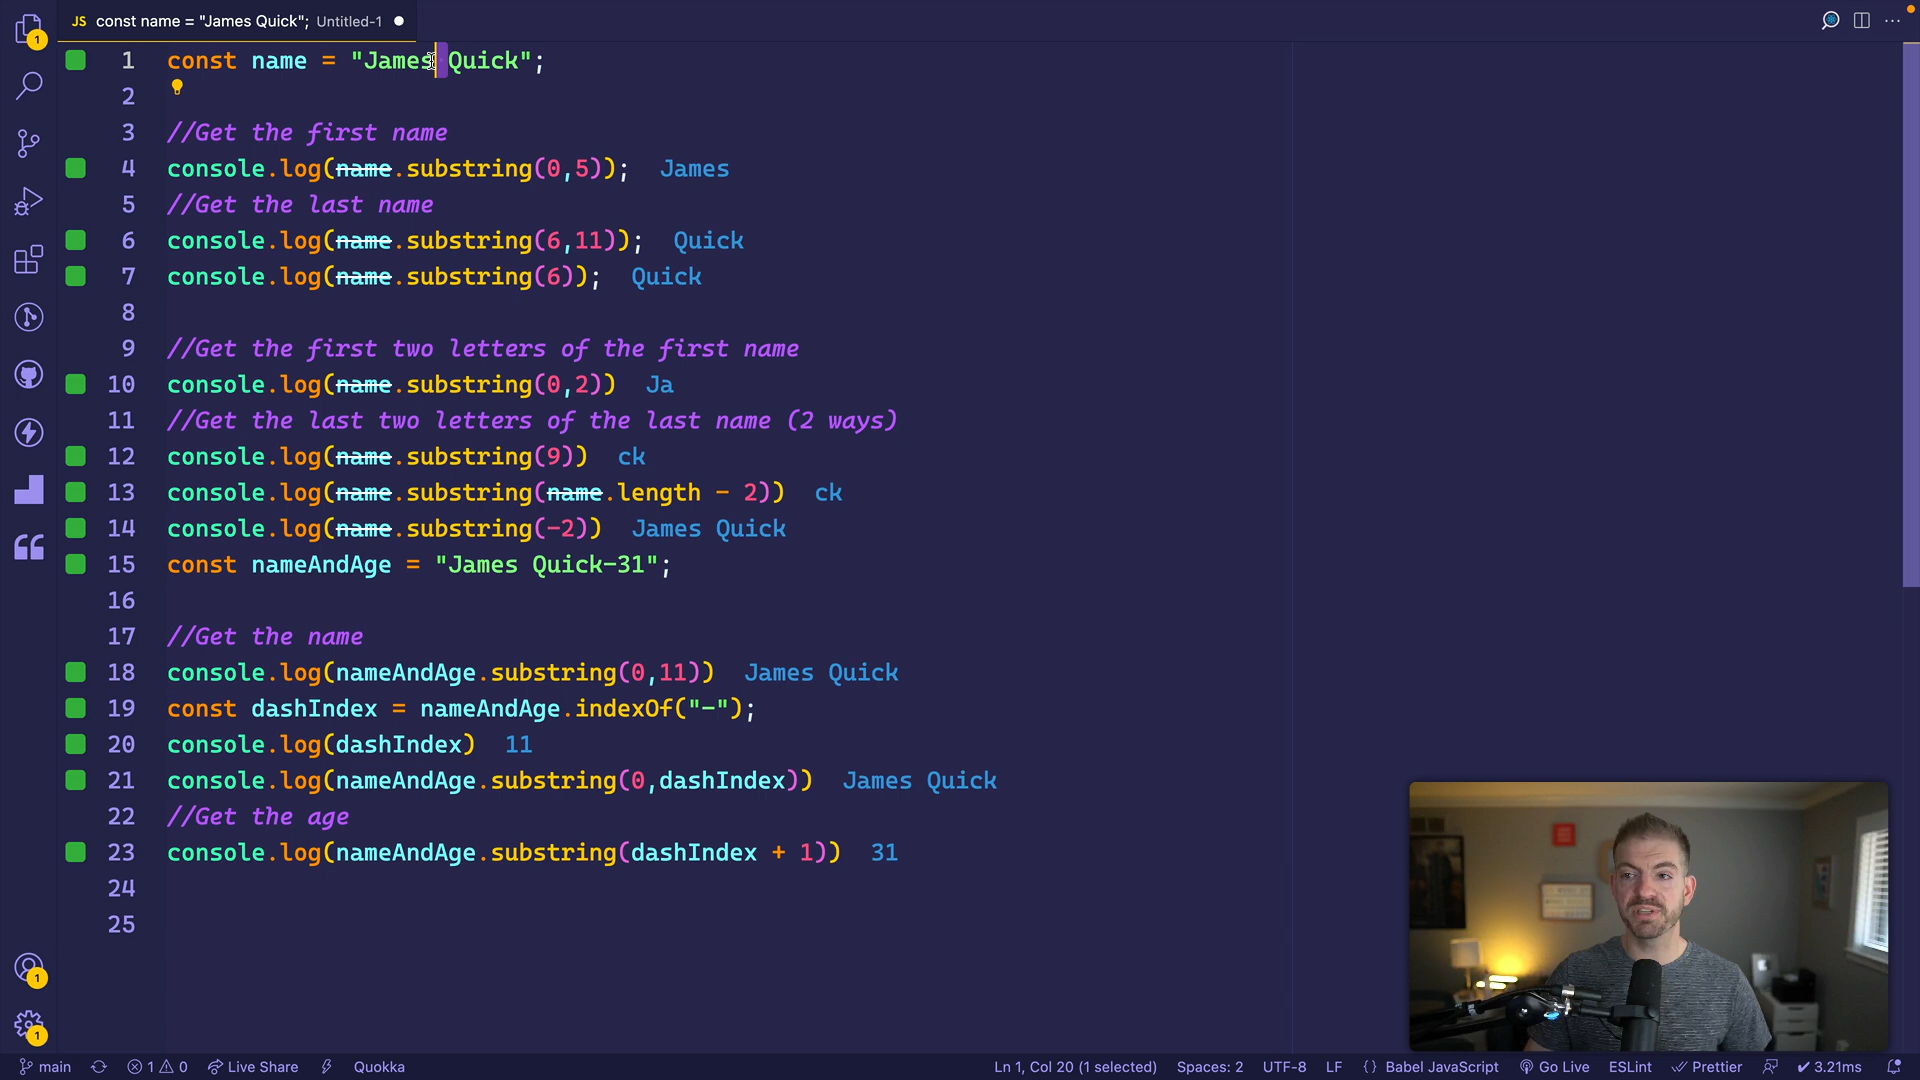 JS const name = "James Quick"; Untitled-1
1 const name = "James Quick";
2
3 //Get the first name
4 console.log(name.substring(0,5)); James
5 //Get the last name
6 console.log(name.substring(6,11)); Quick
7 console.log(name.substring(6)); Quick
8
9 //Get the first two letters of the first name
10 console.log(name.substring(0,2)) Ja
11 //Get the last two letters of the last name (2 ways)
12 console.log(name.substring(9)) ck
13 console.log(name.substring(name.length - 2)) ck
14 console.log(name.substring(-2)) James Quick
15 const nameAndAge = "James Quick-31";
16
17 //Get the name
18 console.log(nameAndAge.substring(0,11)) James Quick
19 const dashIndex = nameAndAge.indexOf("-");
20 console.log(dashIndex) 11
21 console.log(nameAndAge.substring(0,dashIndex)) James Quick
22 //Get the age
23 console.log(nameAndAge.substring(dashIndex + 1)) 31
24
25
1
1
1
main 1 0 Live Share Quokka Ln 1, Col 20 (1 selected) Spaces: 2 UTF-8 LF {} Babel JavaScript Go Live ESLint Prettier 3.21ms